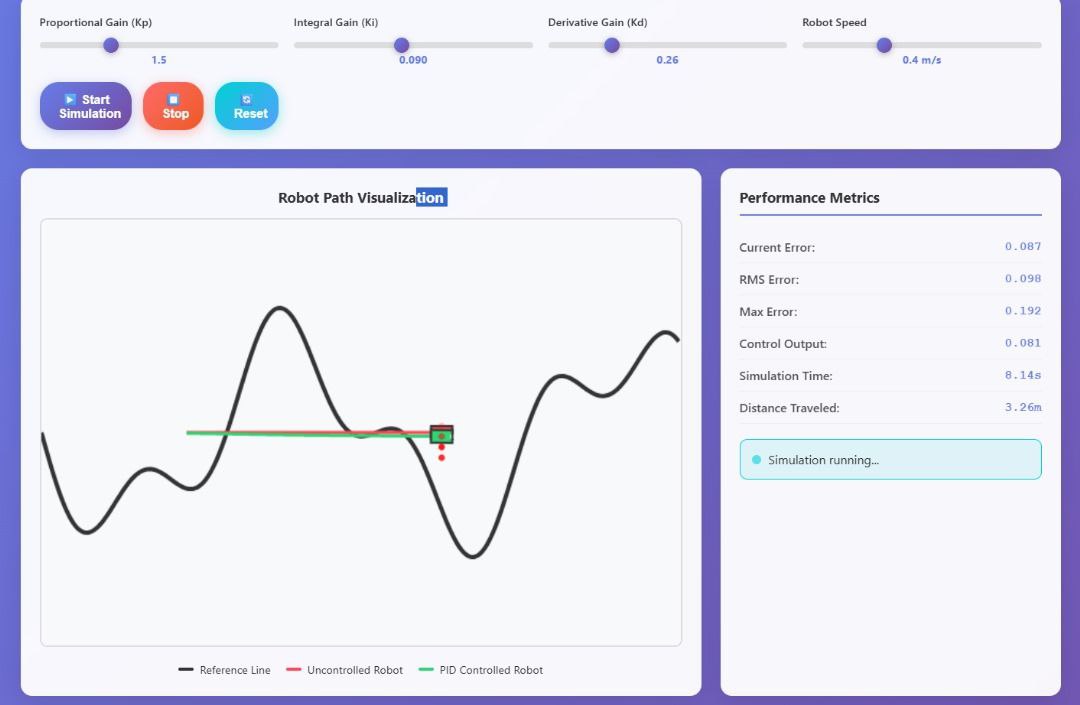 Proportional Gain (Kp)
Integral Gain (Ki)
Derivative Gain (Kd)
Robot Speed
1.5
0.090
0.26
0.4 m/s
Start
Simulation
Stop
Reset
Robot Path Visualization
Reference Line
Uncontrolled Robot
PID Controlled Robot
Performance Metrics
Current Error: 0.087
RMS Error: 0.098
Max Error: 0.192
Control Output: 0.081
Simulation Time: 8.14s
Distance Traveled: 3.26m
Simulation running...